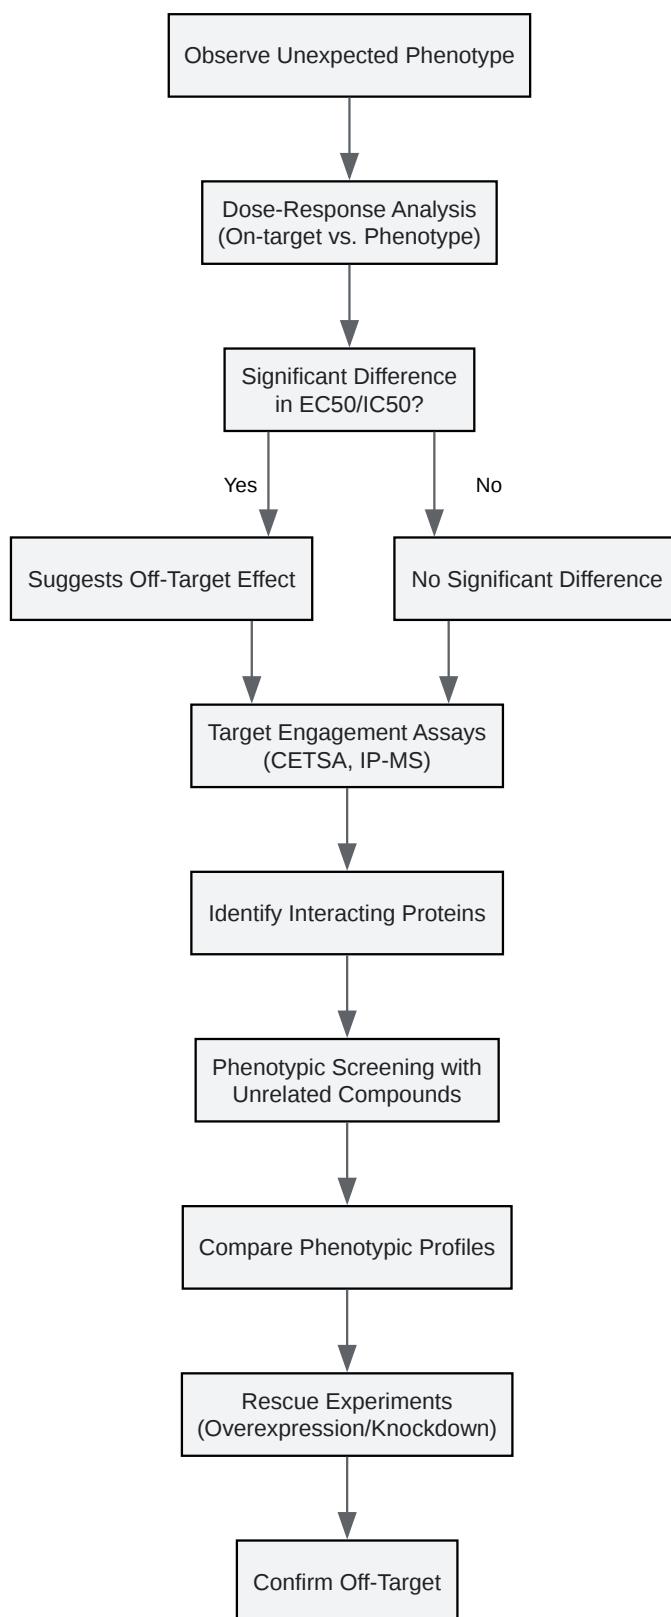 Observe Unexpected Phenotype
Dose-Response Analysis
(On-target vs. Phenotype)
Significant Difference
in EC50/IC50?
Yes
No
Suggests Off-Target Effect
No Significant Difference
Target Engagement Assays
(CETSA, IP-MS)
Identify Interacting Proteins
Phenotypic Screening with
Unrelated Compounds
Compare Phenotypic Profiles
Rescue Experiments
(Overexpression/Knockdown)
Confirm Off-Target